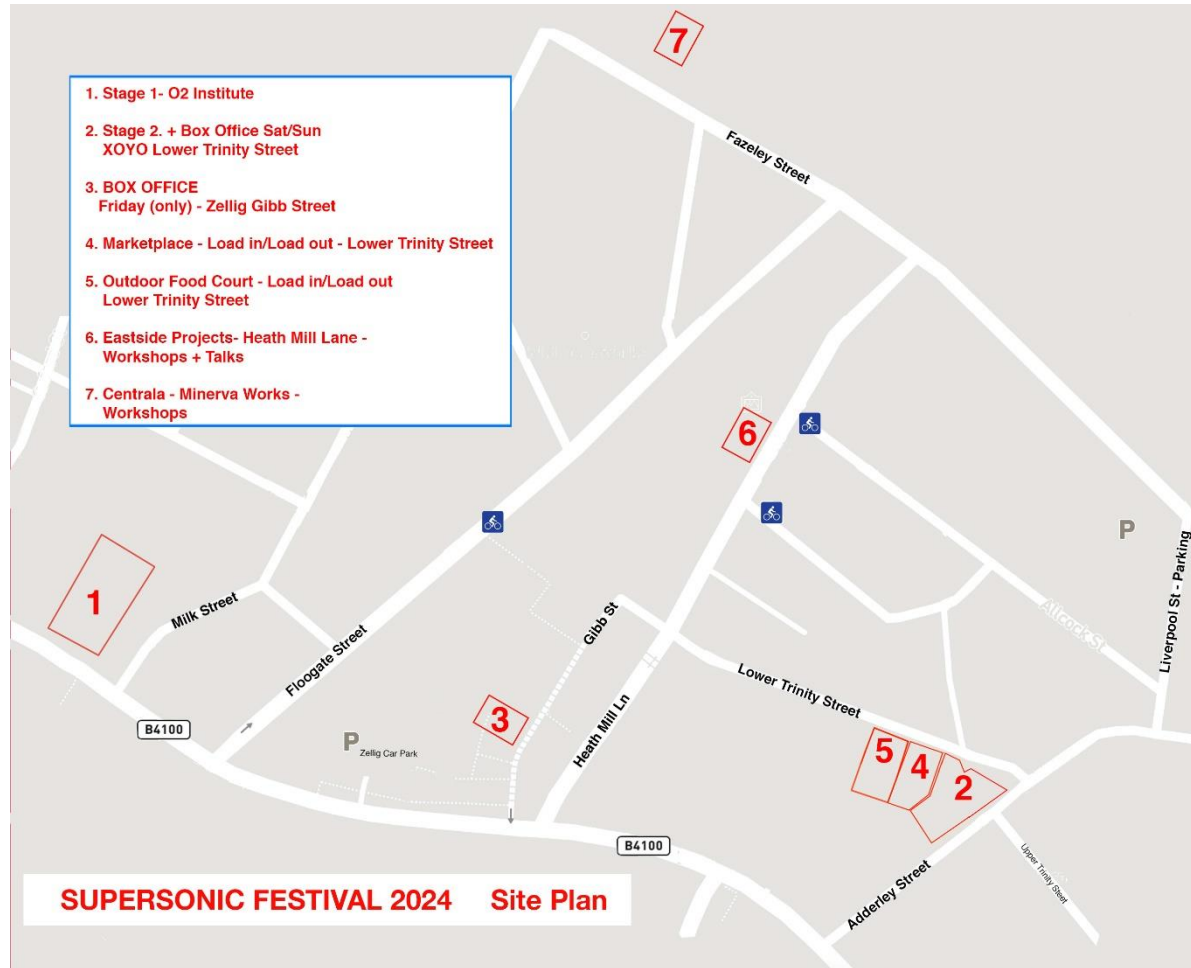 7
1. Stage 1- O2 Institute
2. Stage 2. + Box Office Sat/Sun
XOYO Lower Trinity Street
3. BOX OFFICE
Friday (only) - Zellig Gibb Street
4. Marketplace - Load in/Load out - Lower Trinity Street
5. Outdoor Food Court - Load in/Load out
Lower Trinity Street
6. Eastside Projects- Heath Mill Lane -
Workshops + Talks
7. Centrala - Minerva Works -
Workshops
Fazeley Street
6
P
1
Milk Street
Floogate Street
Gibb St
Allcock St
Liverpool St - Parking
Lower Trinity Street
3
Heath Mill Ln
B4100
P
Zellig Car Park
5
4
2
B4100
Adderley Street
Upper Trinity Street
SUPERSONIC FESTIVAL 2024 Site Plan